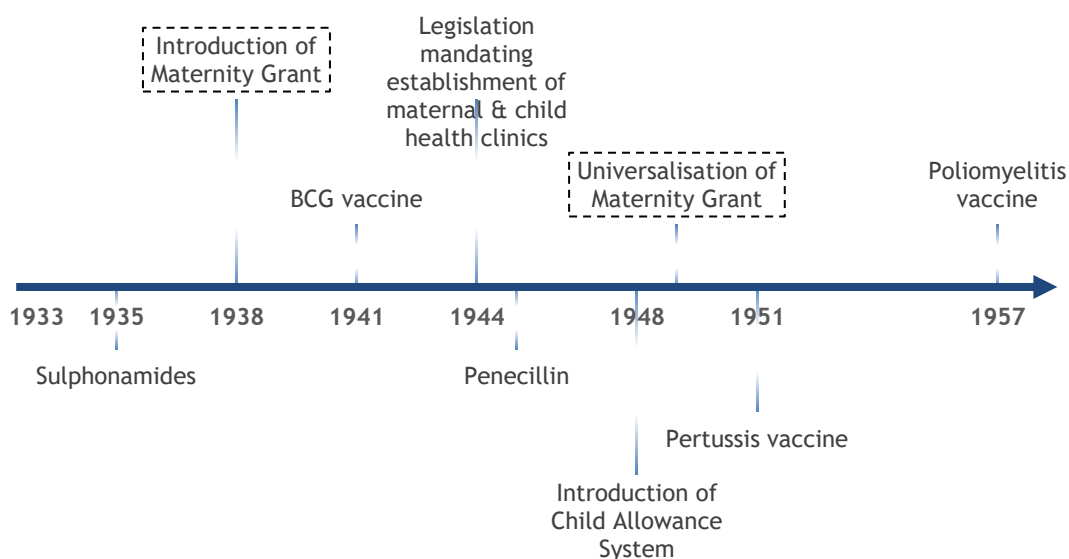 Introduction of
Maternity Grant
Legislation
mandating
establishment of
maternal & child
health clinics
BCG vaccine
Universalisation of
Maternity Grant
Poliomyelitis
vaccine
1933 1935 1938 1941 1944 1948 1951 1957
Sulphonamides
Penecillin
Pertussis vaccine
Introduction of
Child Allowance
System